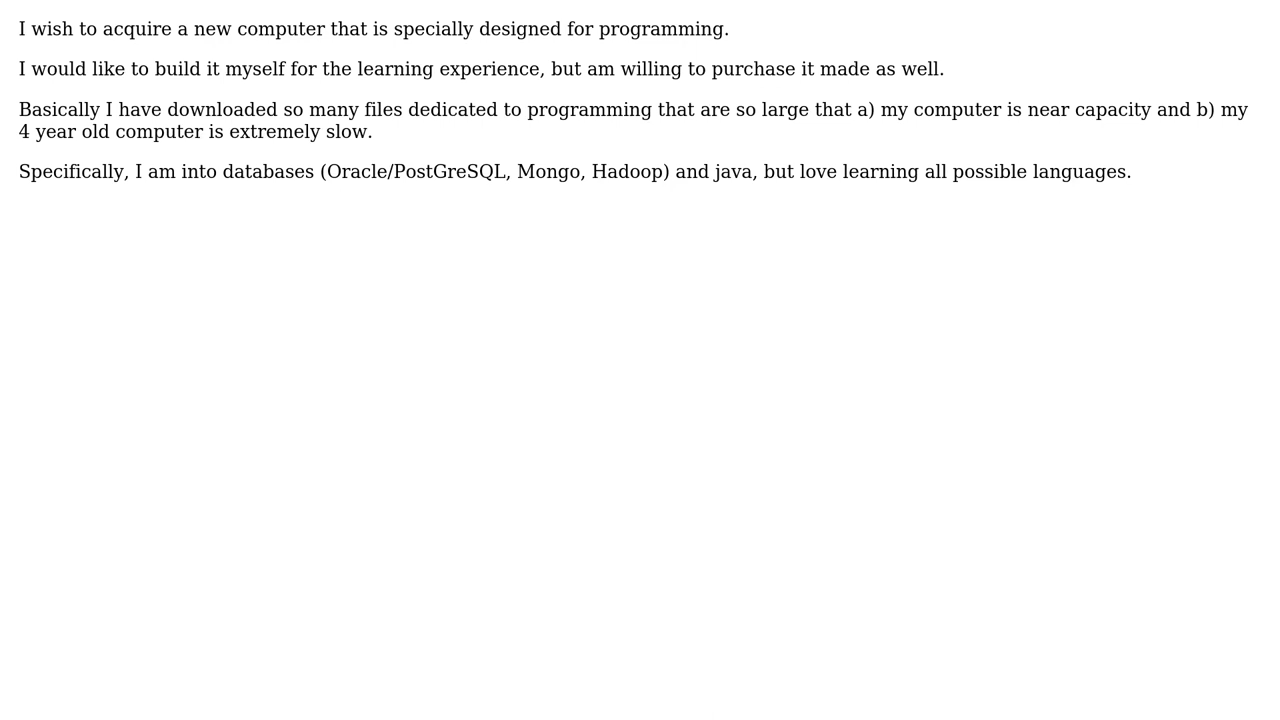 I wish to acquire a new computer that is specially designed for programming.
I would like to build it myself for the learning experience, but am willing to purchase it made as well.
Basically I have downloaded so many files dedicated to programming that are so large that a) my computer is near capacity and b) my
4 year old computer is extremely slow.
Specifically, I am into databases (Oracle/PostGreSQL, Mongo, Hadoop) and java, but love learning all possible languages.